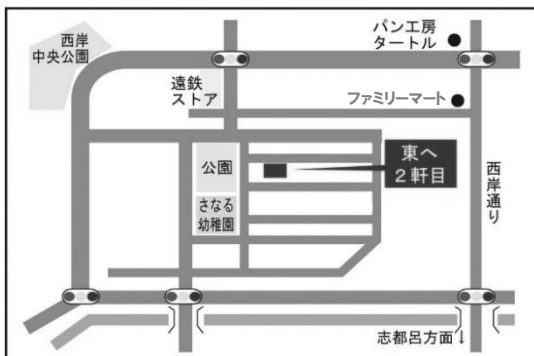 西岸
中央公園
パン工房
タートル
遠鉄
ストア
ファミリーマート
公園
東へ
２軒目
さなる
幼稚園
西岸通り
志都呂方面↓